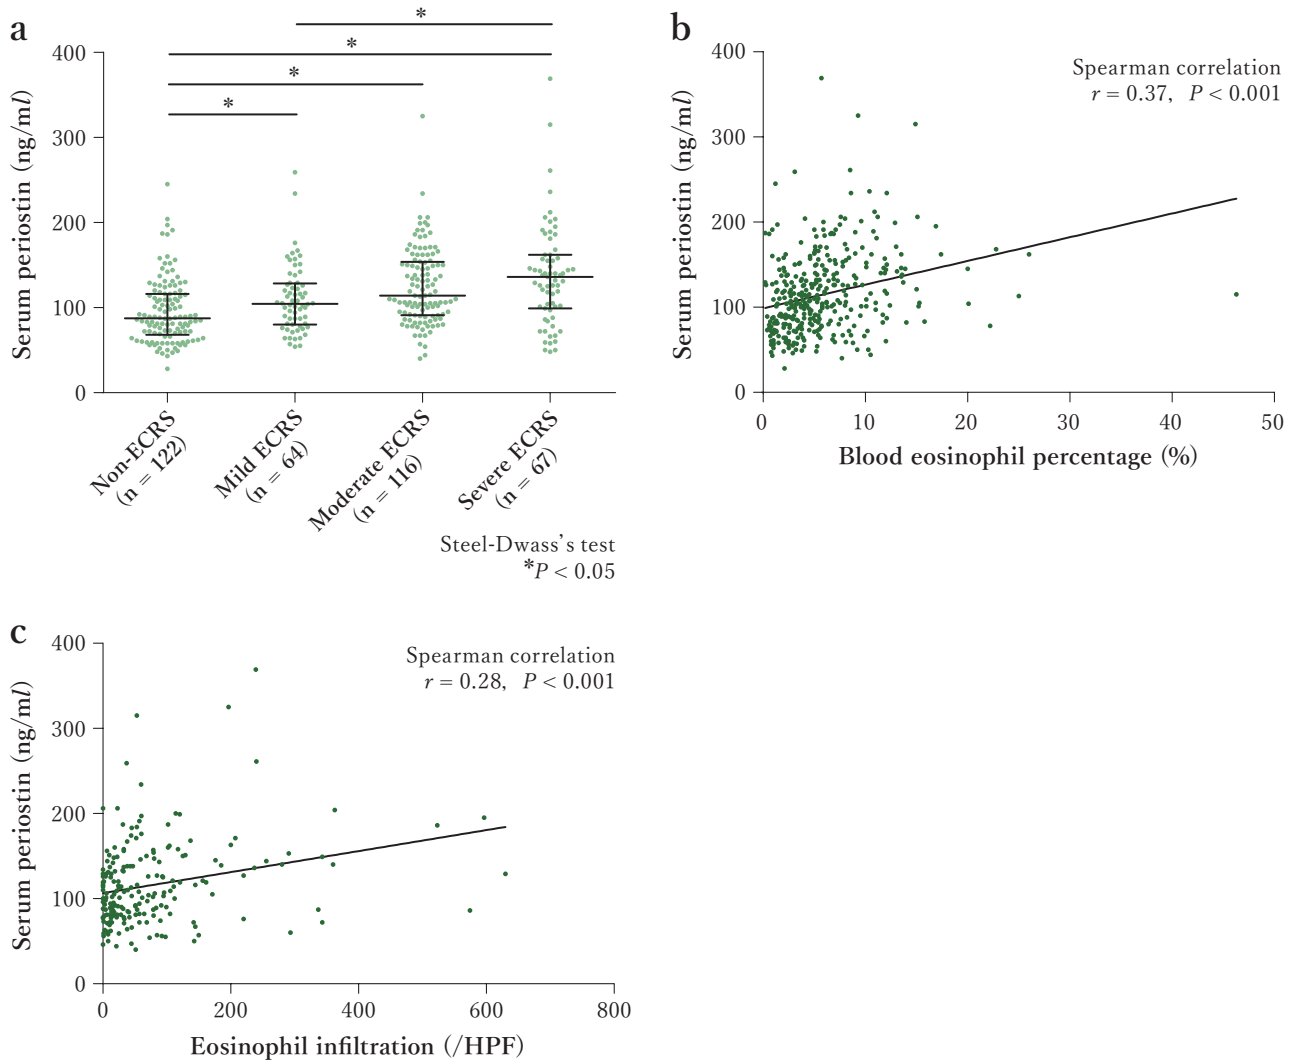 a
*
*
*
*
400
300
200
100
0
Serum periostin (ng/ml)
Non-ECRS
(n = 122)
Mild ECRS
(n = 64)
Moderate ECRS
(n = 116)
Severe ECRS
(n = 67)
Steel-Dwass's test
*P < 0.05
b
Spearman correlation
r = 0.37, P < 0.001
400
300
200
100
0
Serum periostin (ng/ml)
0 10 20 30 40 50
Blood eosinophil percentage (%)
c
Spearman correlation
r = 0.28, P < 0.001
400
300
200
100
0
Serum periostin (ng/ml)
0 200 400 600 800
Eosinophil infiltration (/HPF)